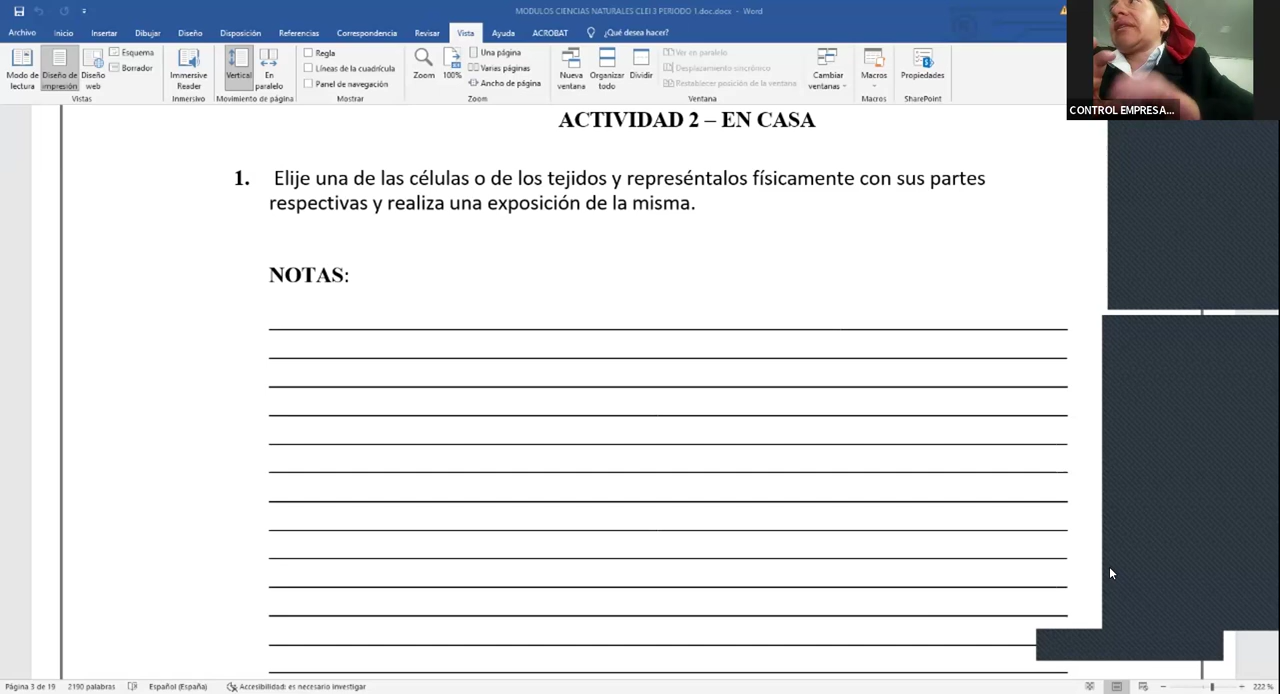 MODULOS CIENCIAS NATURALES CLEI 3 PERIODO 1.doc.docx - Word
Archivo Inicio Insertar Dibujar Diseño Disposición Referencias Correspondencia Revisar Vista Ayuda ACROBAT ¿Qué desea hacer?
Modo de lectura
Diseño de impresión
Diseño web
Esquema
Borrador
Vistas
Immersive Reader
Inmersivo
Vertical
En paralelo
Movimiento de página
Regla
Líneas de la cuadrícula
Panel de navegación
Mostrar
Zoom
100%
Una página
Varias páginas
Ancho de página
Zoom
Nueva ventana
Organizar todo
Dividir
Ver en paralelo
Desplazamiento sincrónico
Restablecer posición de la ventana
Ventana
Cambiar ventanas
Macros
Macros
Propiedades
SharePoint
CONTROL EMPRESA...
ACTIVIDAD 2 – EN CASA
1. Elije una de las células o de los tejidos y represéntalos físicamente con sus partes
respectivas y realiza una exposición de la misma.
NOTAS:
Página 3 de 19 2190 palabras Español (España) Accesibilidad: es necesario investigar 222 %